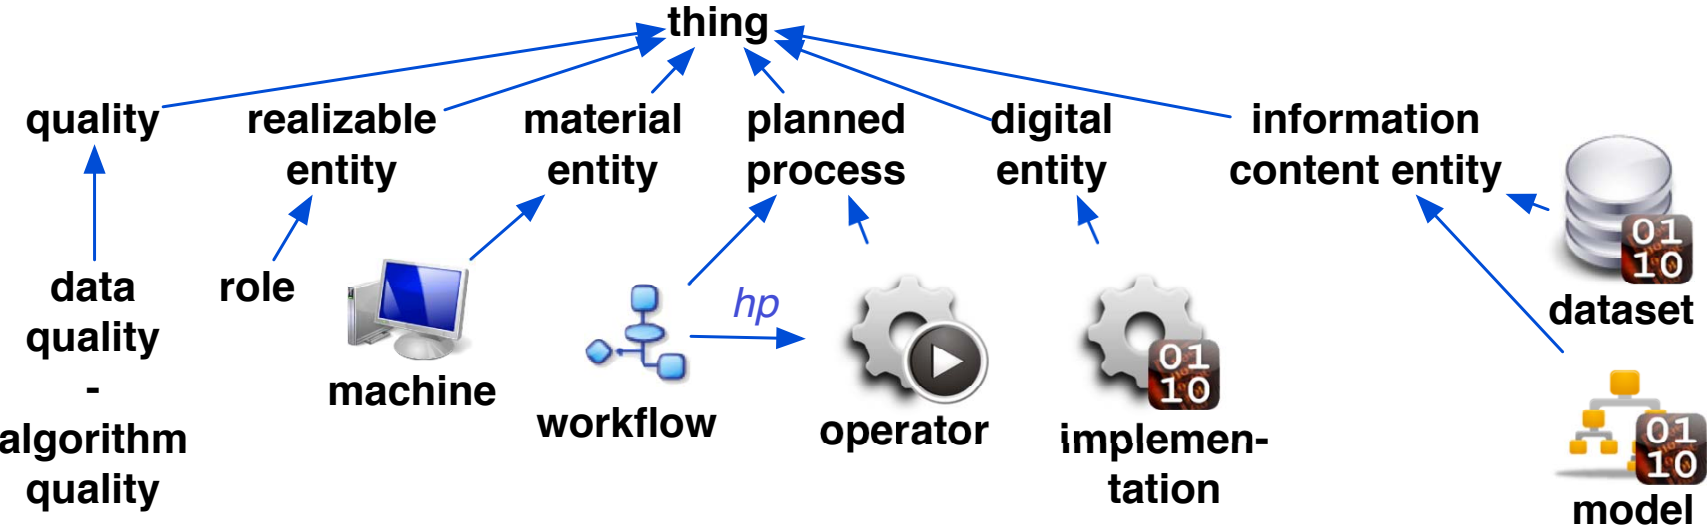 thing
quality
realizable
entity
material
entity
planned
process
digital
entity
information
content entity
data
quality
-
algorithm
quality
role
machine
hp
workflow
operator
implemen-
tation
01
10
01
10
dataset
01
10
model